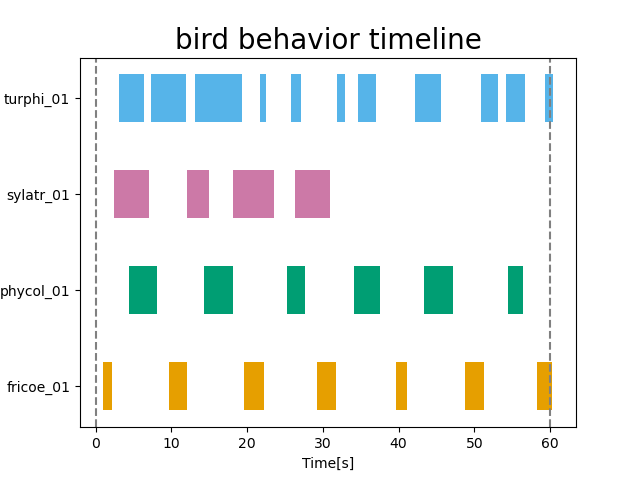 bird behavior timeline
turphi_01
sylatr_01
phycol_01
fricoe_01
0 10 20 30 40 50 60
Time[s]